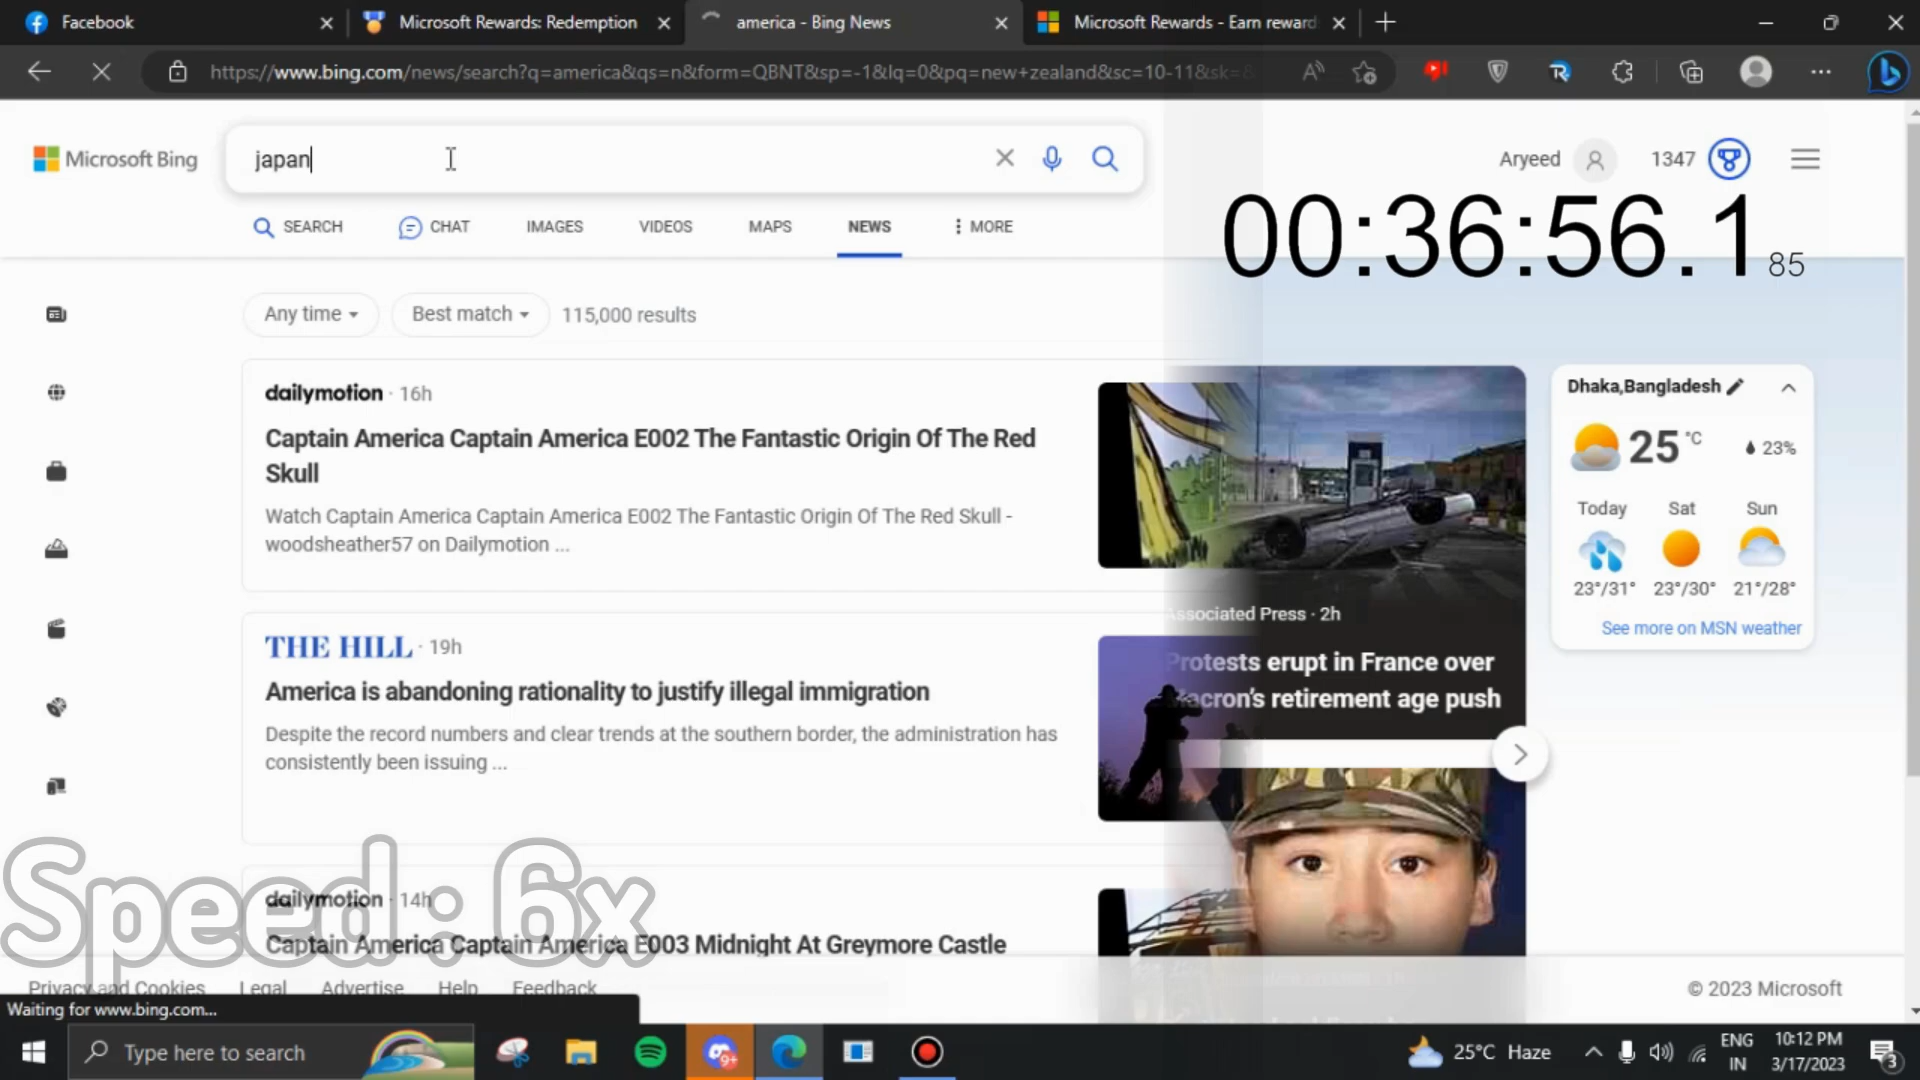 Facebook
Microsoft Rewards: Redemption
america - Bing News
Microsoft Rewards - Earn reward
https://www.bing.com/news/search?q=america&qs=n&form=QBNT&sp=-1&lq=0&pq=new+zealand&sc=10-11&sk=&
Microsoft Bing
japan
Aryeed
1347
00:36:56.185
SEARCH
CHAT
IMAGES
VIDEOS
MAPS
NEWS
MORE
Any time
Best match
115,000 results
dailymotion · 16h
Captain America Captain America E002 The Fantastic Origin Of The Red
Skull
Watch Captain America Captain America E002 The Fantastic Origin Of The Red Skull -
woodsheather57 on Dailymotion ...
THE HILL · 19h
America is abandoning rationality to justify illegal immigration
Despite the record numbers and clear trends at the southern border, the administration has
consistently been issuing ...
dailymotion · 14h
Captain America Captain America E003 Midnight At Greymore Castle
Associated Press · 2h
Protests erupt in France over
Macron's retirement age push
Dhaka,Bangladesh
25 °C
23%
Today Sat Sun
23°/31° 23°/30° 21°/28°
See more on MSN weather
Speed : 6x
Privacy and Cookies
Legal
Advertise
Help
Feedback
© 2023 Microsoft
Waiting for www.bing.com...
Type here to search
9+
25°C Haze
ENG
IN
10:12 PM
3/17/2023
3